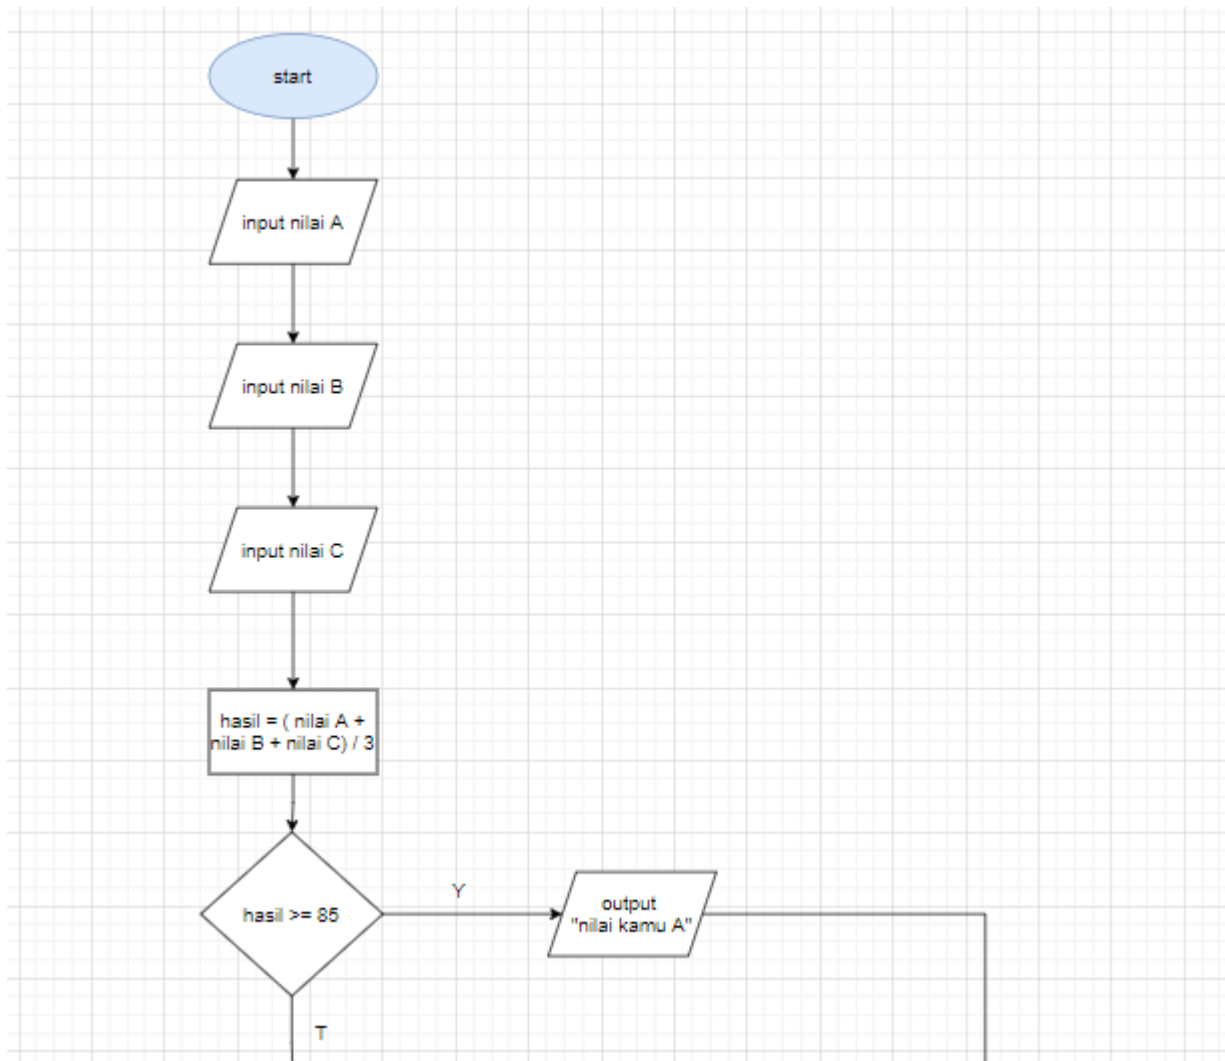 start
input nilai A
input nilai B
input nilai C
hasil = ( nilai A +
nilai B + nilai C) / 3
hasil >= 85
Y
output
"nilai kamu A"
T